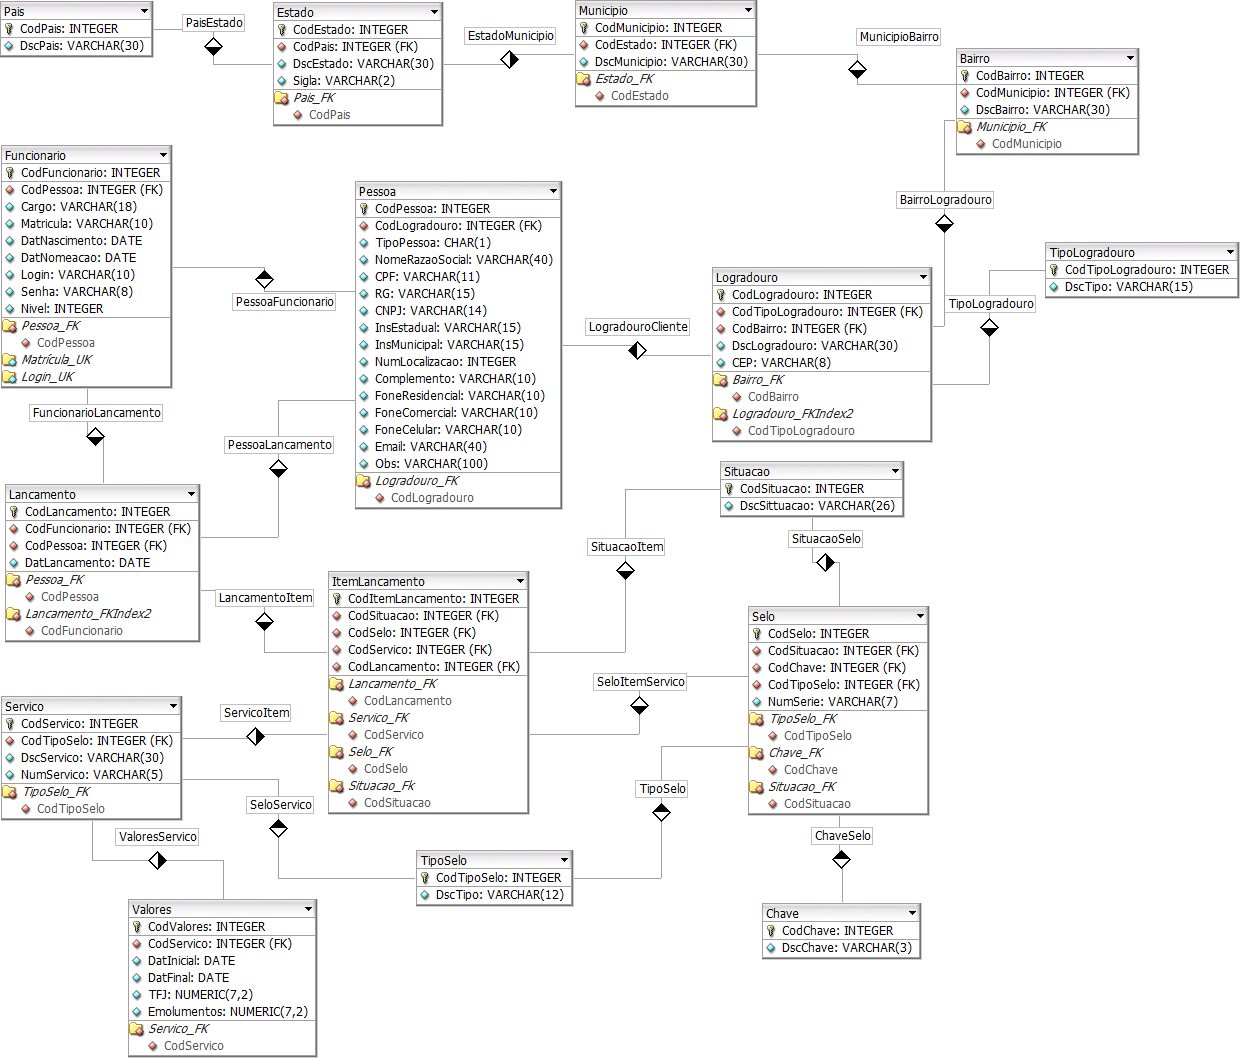 Pais
CodPais: INTEGER
DscPais: VARCHAR(30)
PaisEstado
Estado
CodEstado: INTEGER
CodPais: INTEGER (FK)
DscEstado: VARCHAR(30)
Sigla: VARCHAR(2)
Pais_FK
CodPais
EstadoMunicipio
Municipio
CodMunicipio: INTEGER
CodEstado: INTEGER (FK)
DscMunicipio: VARCHAR(30)
Estado_FK
CodEstado
MunicipioBairro
Bairro
CodBairro: INTEGER
CodMunicipio: INTEGER (FK)
DscBairro: VARCHAR(30)
Municipio_FK
CodMunicipio
Funcionario
CodFuncionario: INTEGER
CodPessoa: INTEGER (FK)
Cargo: VARCHAR(18)
Matricula: VARCHAR(10)
DatNascimento: DATE
DatNomeacao: DATE
Login: VARCHAR(10)
Senha: VARCHAR(8)
Nivel: INTEGER
Pessoa_FK
CodPessoa
Matrícula_UK
Login_UK
PessoaFuncionario
Pessoa
CodPessoa: INTEGER
CodLogradouro: INTEGER (FK)
TipoPessoa: CHAR(1)
NomeRazaoSocial: VARCHAR(40)
CPF: VARCHAR(11)
RG: VARCHAR(15)
CNPJ: VARCHAR(14)
InsEstadual: VARCHAR(15)
InsMunicipal: VARCHAR(15)
NumLocalizacao: INTEGER
Complemento: VARCHAR(10)
FoneResidencial: VARCHAR(10)
FoneComercial: VARCHAR(10)
FoneCelular: VARCHAR(10)
Email: VARCHAR(40)
Obs: VARCHAR(100)
Logradouro_FK
CodLogradouro
LogradouroCliente
BairroLogradouro
Logradouro
CodLogradouro: INTEGER
CodTipoLogradouro: INTEGER (FK)
CodBairro: INTEGER (FK)
DscLogradouro: VARCHAR(30)
CEP: VARCHAR(8)
Bairro_FK
CodBairro
Logradouro_FKIndex2
CodTipoLogradouro
TipoLogradouro
TipoLogradouro
CodTipoLogradouro: INTEGER
DscTipo: VARCHAR(15)
FuncionarioLancamento
PessoaLancamento
Lancamento
CodLancamento: INTEGER
CodFuncionario: INTEGER (FK)
CodPessoa: INTEGER (FK)
DatLancamento: DATE
Pessoa_FK
CodPessoa
Lancamento_FKIndex2
CodFuncionario
LancamentoItem
ItemLancamento
CodItemLancamento: INTEGER
CodSituacao: INTEGER (FK)
CodSelo: INTEGER (FK)
CodServico: INTEGER (FK)
CodLancamento: INTEGER (FK)
Lancamento_FK
CodLancamento
Servico_FK
CodServico
Selo_FK
CodSelo
Situacao_FK
CodSituacao
SituacaoItem
Situacao
CodSituacao: INTEGER
DscSittuacao: VARCHAR(26)
SituacaoSelo
Selo
CodSelo: INTEGER
CodSituacao: INTEGER (FK)
CodChave: INTEGER (FK)
CodTipoSelo: INTEGER (FK)
NumSerie: VARCHAR(7)
TipoSelo_FK
CodTipoSelo
Chave_FK
CodChave
Situacao_FK
CodSituacao
SeloItemServico
Servico
CodServico: INTEGER
CodTipoSelo: INTEGER (FK)
DscServico: VARCHAR(30)
NumServico: VARCHAR(5)
TipoSelo_FK
CodTipoSelo
ServicoItem
SeloServico
TipoSelo
ValoresServico
ChaveSelo
TipoSelo
CodTipoSelo: INTEGER
DscTipo: VARCHAR(12)
Valores
CodValores: INTEGER
CodServico: INTEGER (FK)
DatInicial: DATE
DatFinal: DATE
TFJ: NUMERIC(7,2)
Emolumentos: NUMERIC(7,2)
Servico_FK
CodServico
Chave
CodChave: INTEGER
DscChave: VARCHAR(3)